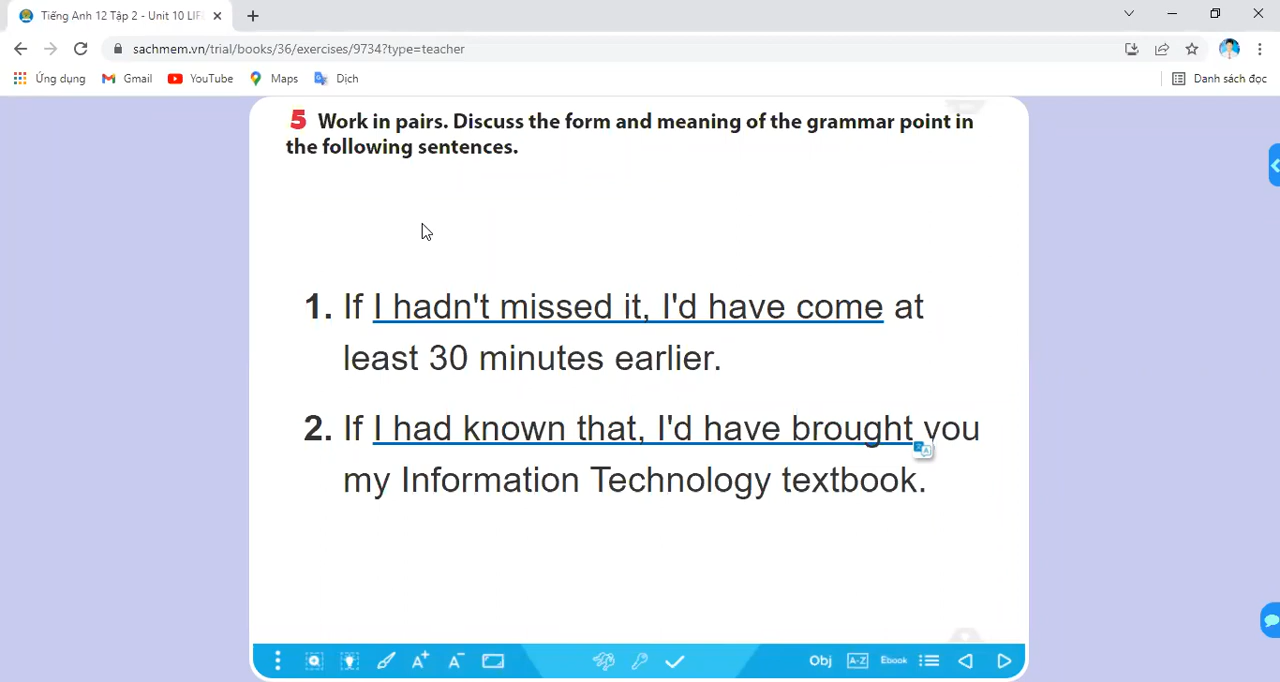 Tiếng Anh 12 Tập 2 - Unit 10 LIF
sachmem.vn/trial/books/36/exercises/9734?type=teacher
Ứng dụng Gmail YouTube Maps Dịch Danh sách đọc
5 Work in pairs. Discuss the form and meaning of the grammar point in
the following sentences.
1. If I hadn't missed it, I'd have come at
least 30 minutes earlier.
2. If I had known that, I'd have brought you
my Information Technology textbook.
A+ A- Obj A-Z Ebook